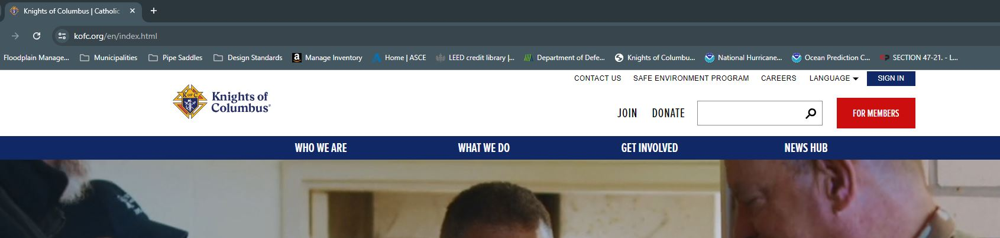 Knights of Columbus | Catholic
kofc.org/en/index.html
Floodplain Manage... Municipalities Pipe Saddles Design Standards Manage Inventory Home | ASCE LEED credit library |... Department of Defe... Knights of Columbu... National Hurricane... Ocean Prediction C... SECTION 47-21. - L...
CONTACT US SAFE ENVIRONMENT PROGRAM CAREERS LANGUAGE SIGN IN
K OF C
Knights of
Columbus®
JOIN DONATE FOR MEMBERS
WHO WE ARE WHAT WE DO GET INVOLVED NEWS HUB